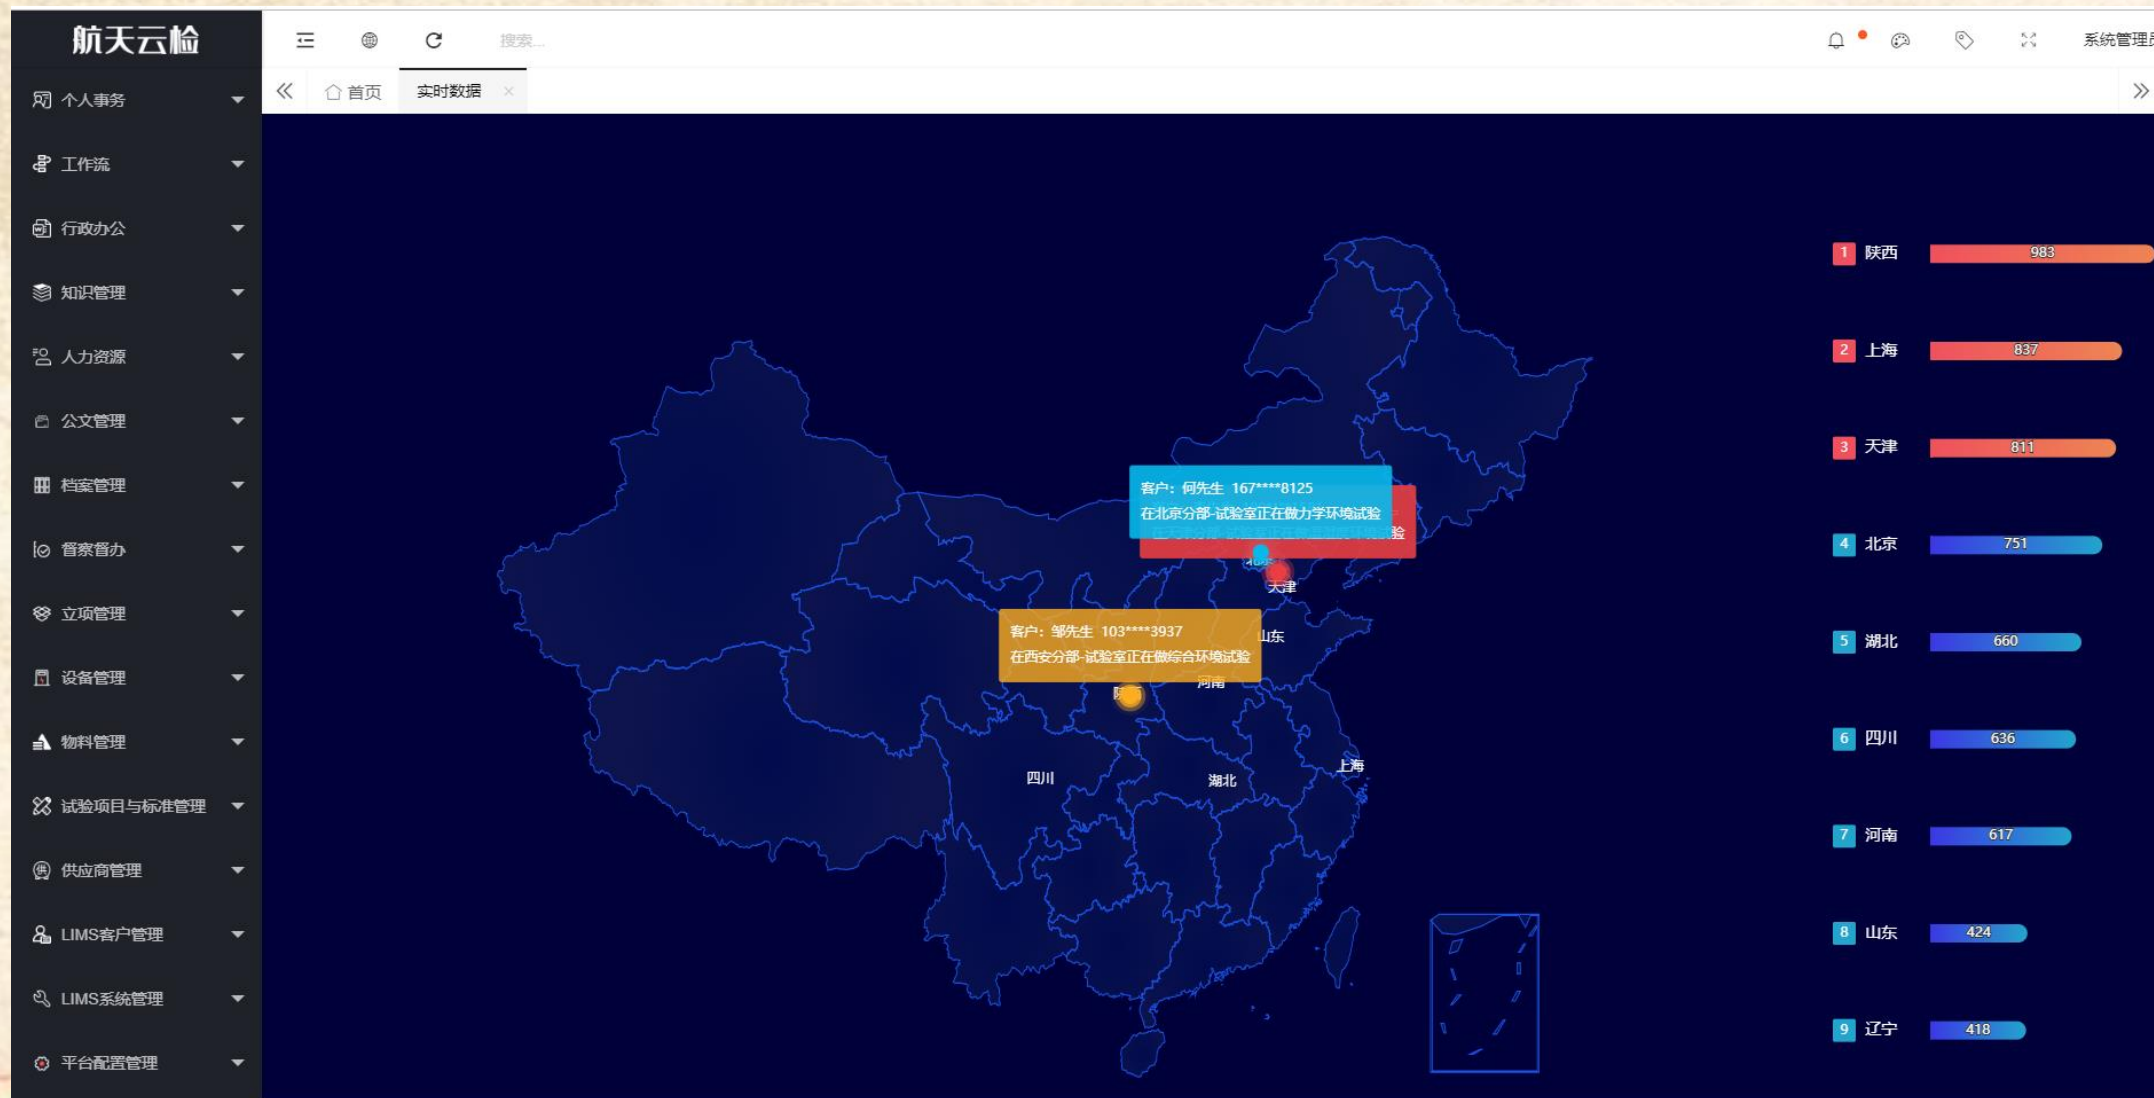 航天云检
搜索...
系统管理员
首页
实时数据
个人事务
工作流
行政办公
知识管理
人力资源
公文管理
档案管理
督察督办
立项管理
设备管理
物料管理
试验项目与标准管理
供应商管理
LIMS客户管理
LIMS系统管理
平台配置管理
客户：何先生 167****8125
在北京分部-试验室正在做力学环境试验
验
天津
客户：邹先生 103****3937
在西安分部-试验室正在做综合环境试验
山东
河南
四川
湖北
上海
1 陕西 983
2 上海 837
3 天津 811
4 北京 751
5 湖北 660
6 四川 636
7 河南 617
8 山东 424
9 辽宁 418